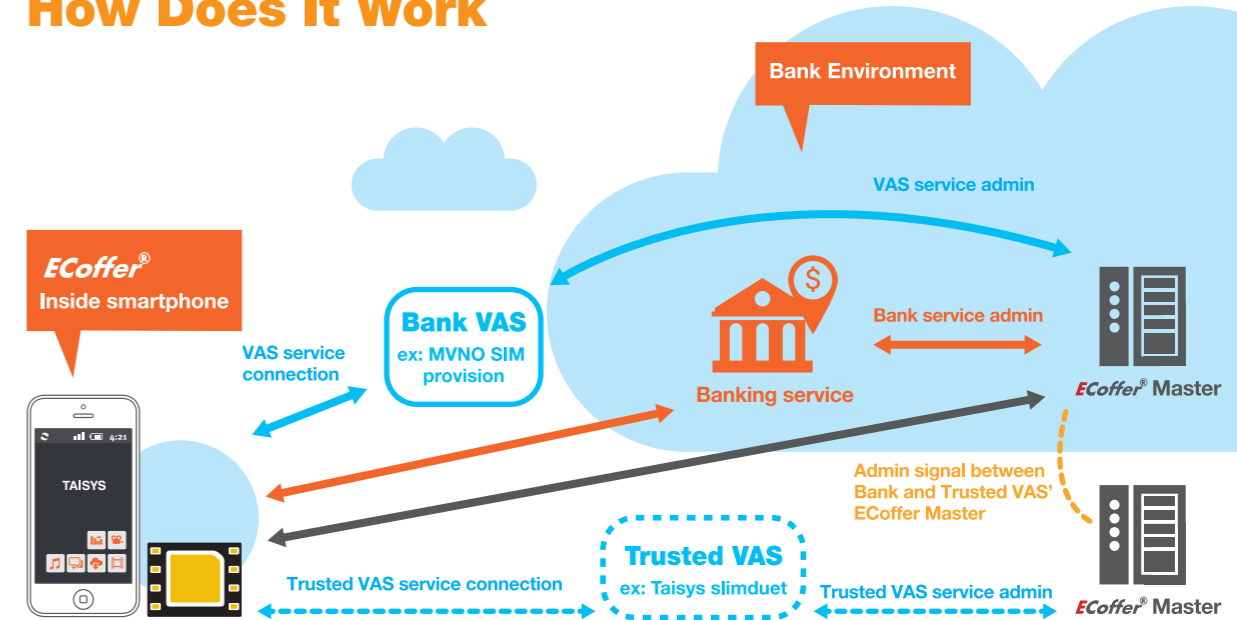 How Does It Work
Bank Environment
VAS service admin
ECoffer®
Inside smartphone
Bank VAS
ex: MVNO SIM
provision
VAS service
connection
$
Bank service admin
Banking service
ECoffer® Master
4:21
TAISYS
Admin signal between
Bank and Trusted VAS'
ECoffer Master
Trusted VAS
ex: Taisys slimduet
Trusted VAS service connection
Trusted VAS service admin
ECoffer® Master